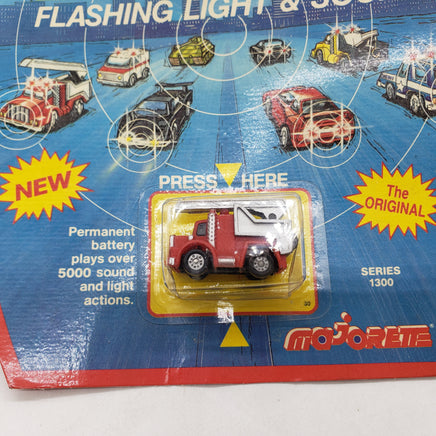 FLASHING LIGHT &
NEW
PRESS HERE
The
ORIGINAL
Permanent
battery
plays over
5000 sound
and light
actions.
SERIES
1300
MAJORETTE